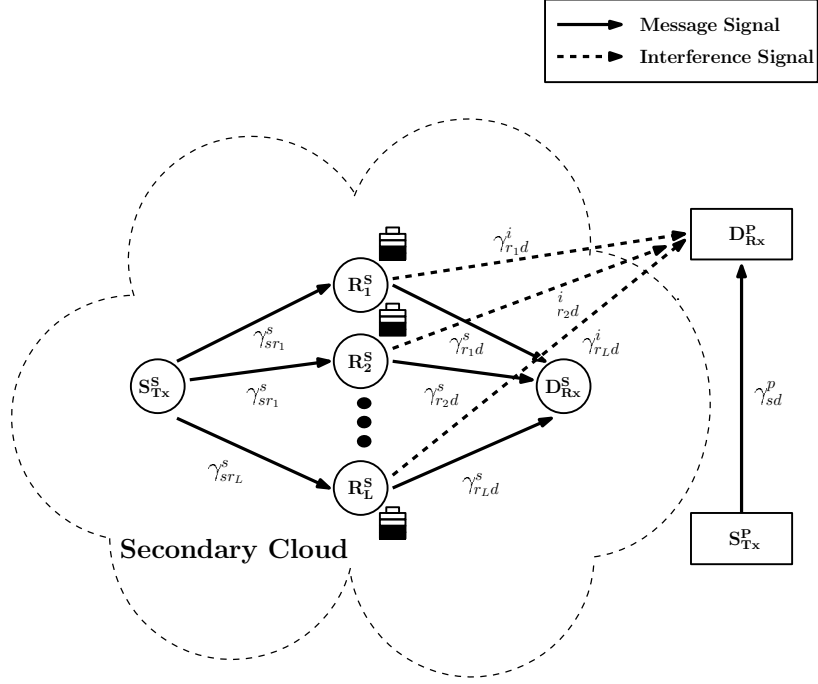 Message Signal
Interference Signal
D^P_Rx
γ^i_{r_1d}
R^S_1
γ^s_{sr_1}
i_{r_2d}
γ^s_{r_1d}
γ^i_{r_Ld}
R^S_2
S^S_Tx
D^S_Rx
γ^s_{sr_1}
γ^s_{r_2d}
γ^p_{sd}
γ^s_{sr_L}
R^S_L
γ^s_{r_Ld}
S^P_Tx
Secondary Cloud